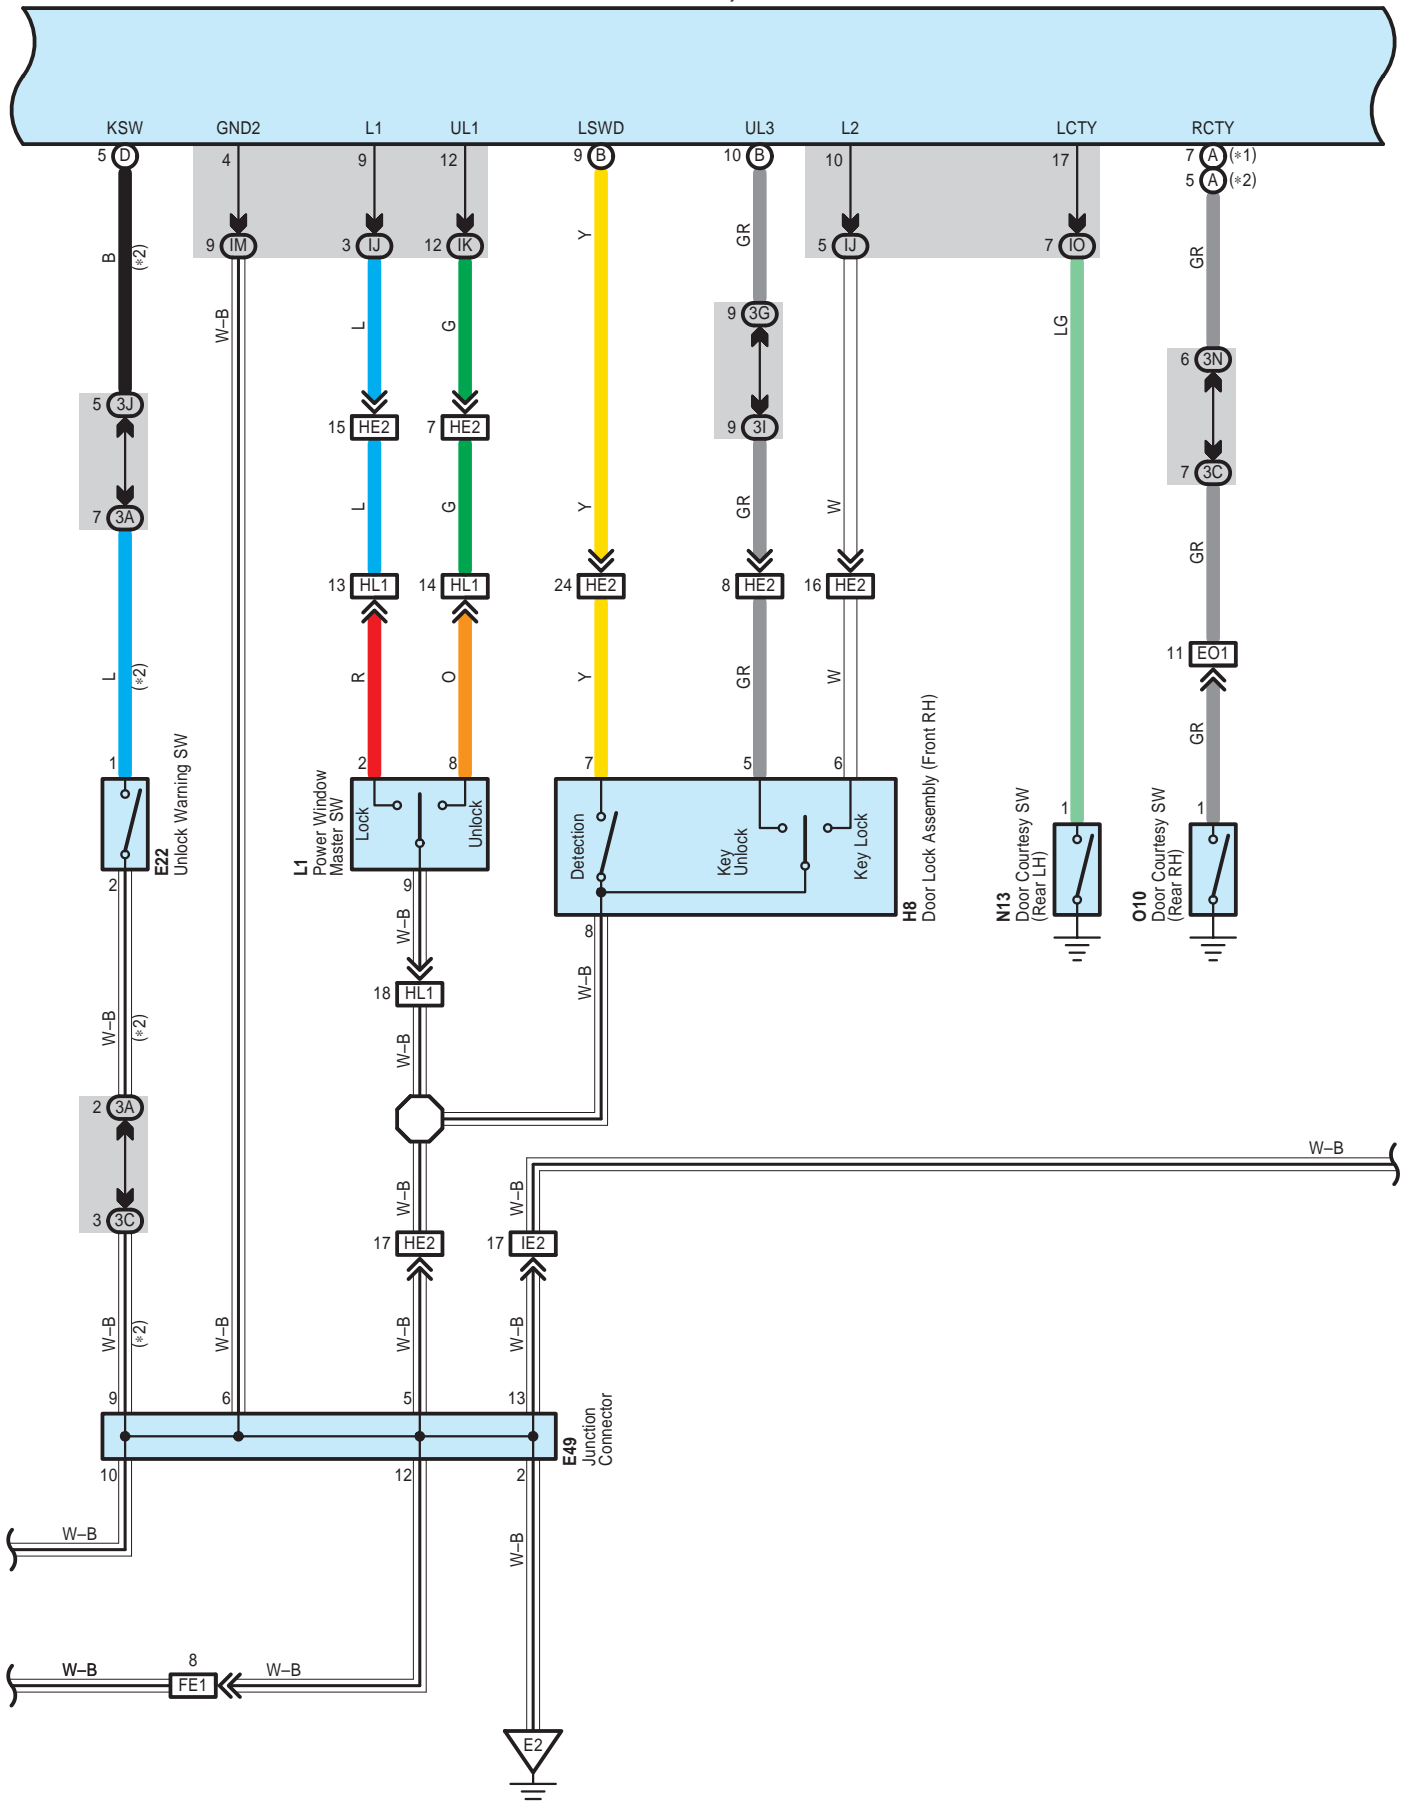 KSW GND2 L1 UL1 LSWD UL3 L2 LCTY RCTY
5 D 4 9 12 9 B 10 B 10 17 7 A (*1)
5 A (*2)
9 IM 3 IJ 12 IK 5 IJ 7 IO
B (*2) Y GR GR
W–B L G LG
9 3G
6 3N
5 3J
15 HE2 7 HE2 9 3I
7 3C
L G Y GR W
7 3A
GR
13 HL1 14 HL1 24 HE2 8 HE2 16 HE2
11 EO1
L (*2) R O Y GR W
GR
1 2 8 7 5 6
1 1
E22
Unlock Warning SW
L1
Power Window
Master SW
Lock
Unlock
Detection
Key
Unlock
Key Lock
H8
Door Lock Assembly (Front RH)
N13
Door Courtesy SW
(Rear LH)
O10
Door Courtesy SW
(Rear RH)
2 9
8
W–B W–B
18 HL1
W–B (*2) W–B
2 3A
W–B
W–B W–B
3 3C
17 HE2 17 IE2
W–B (*2) W–B W–B W–B
9 6 5 13
E49
Junction
Connector
10 12 2
W–B W–B
8
W–B FE1 W–B
E2